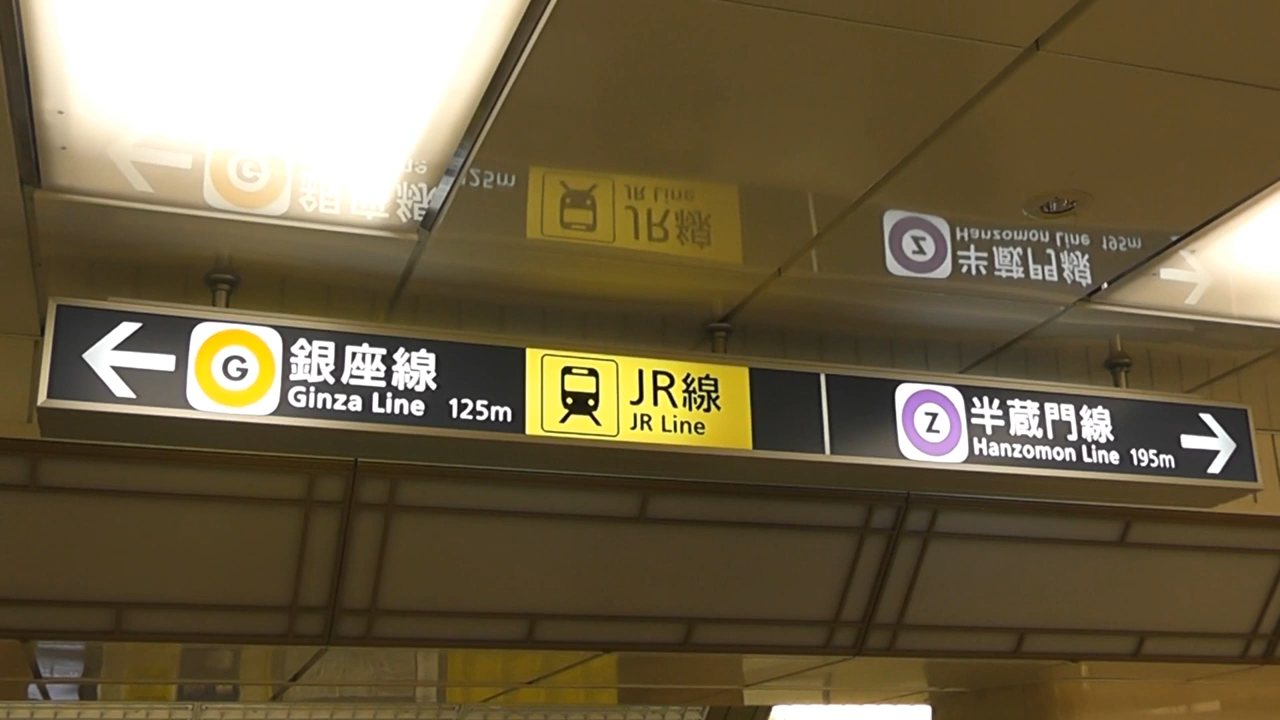 G
銀座線
Ginza Line 125m
JR線
JR Line
Z
半蔵門線
Hanzomon Line 195m